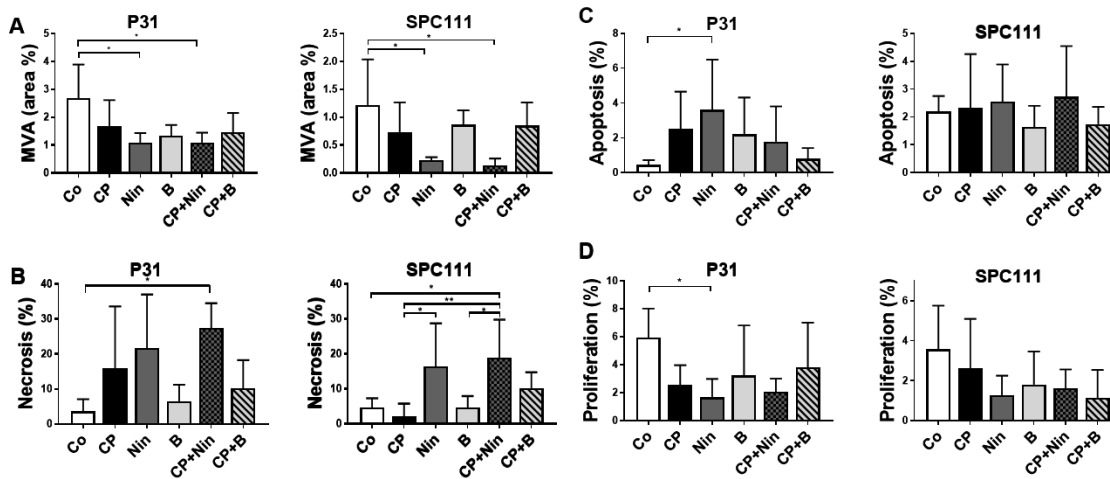 A
P31
MVA (area %)
5
4
3
2
1
0
*
*
Co
CP
Nin
B
CP+Nin
CP+B
SPC111
MVA (area %)
2.5
2.0
1.5
1.0
0.5
0.0
*
*
Co
CP
Nin
B
CP+Nin
CP+B
B
P31
Necrosis (%)
40
30
20
10
0
*
Co
CP
Nin
B
CP+Nin
CP+B
SPC111
Necrosis (%)
40
30
20
10
0
*
**
*
*
Co
CP
Nin
B
CP+Nin
CP+B
C
P31
Apoptosis (%)
8
6
4
2
0
*
Co
CP
Nin
B
CP+Nin
CP+B
SPC111
Apoptosis (%)
5
4
3
2
1
0
Co
CP
Nin
B
CP+Nin
CP+B
D
P31
Proliferation (%)
10
8
6
4
2
0
*
Co
CP
Nin
B
CP+Nin
CP+B
SPC111
Proliferation (%)
6
4
2
0
Co
CP
Nin
B
CP+Nin
CP+B